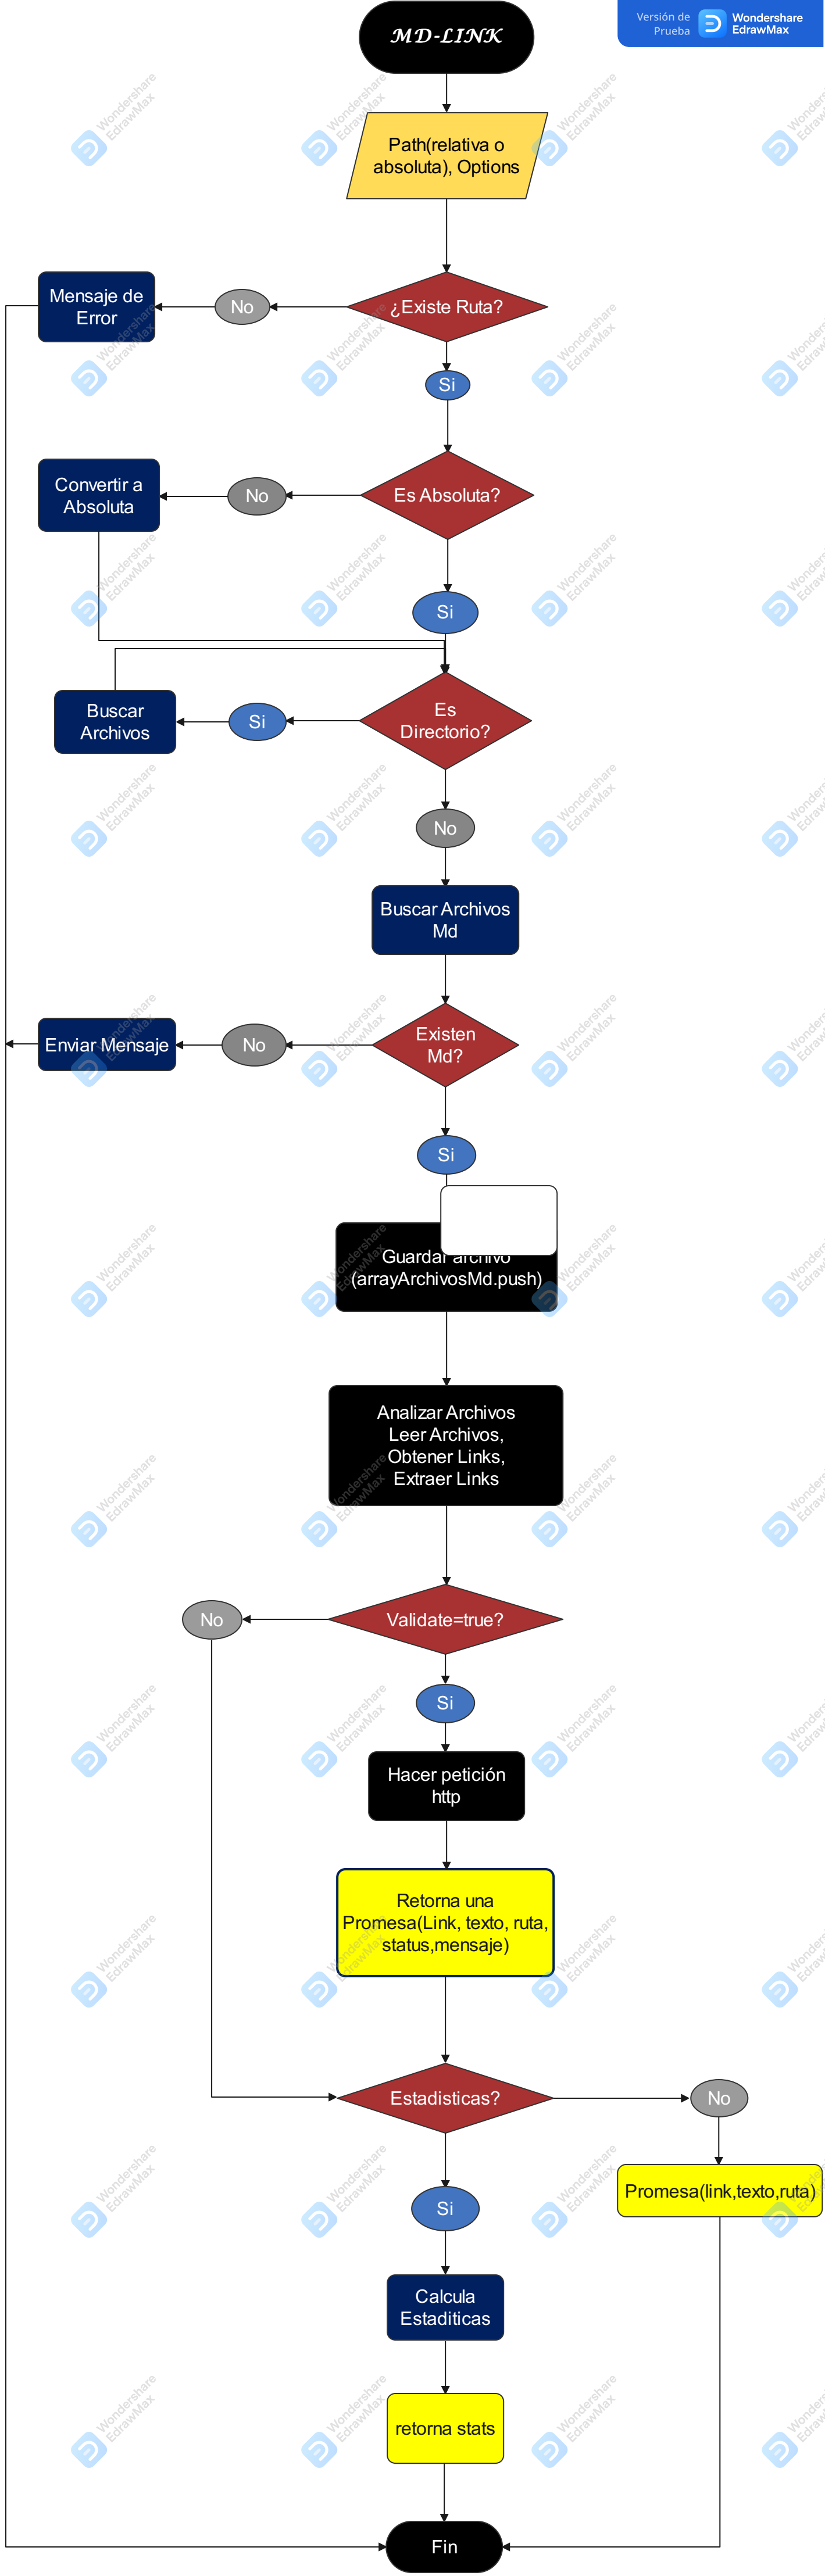 MD-LINK
Versión de
Prueba
Wondershare
EdrawMax
Path(relativa o
absoluta), Options
¿Existe Ruta?
No
Mensaje de
Error
Si
Es Absoluta?
No
Convertir a
Absoluta
Si
Es
Directorio?
Si
Buscar
Archivos
No
Buscar Archivos
Md
Existen
Md?
No
Enviar Mensaje
Si
Guardar archivo
(arrayArchivosMd.push)
Analizar Archivos
Leer Archivos,
Obtener Links,
Extraer Links
Validate=true?
No
Si
Hacer petición
http
Retorna una
Promesa(Link, texto, ruta,
status,mensaje)
Estadisticas?
No
Promesa(link,texto,ruta)
Si
Calcula
Estaditicas
retorna stats
Fin